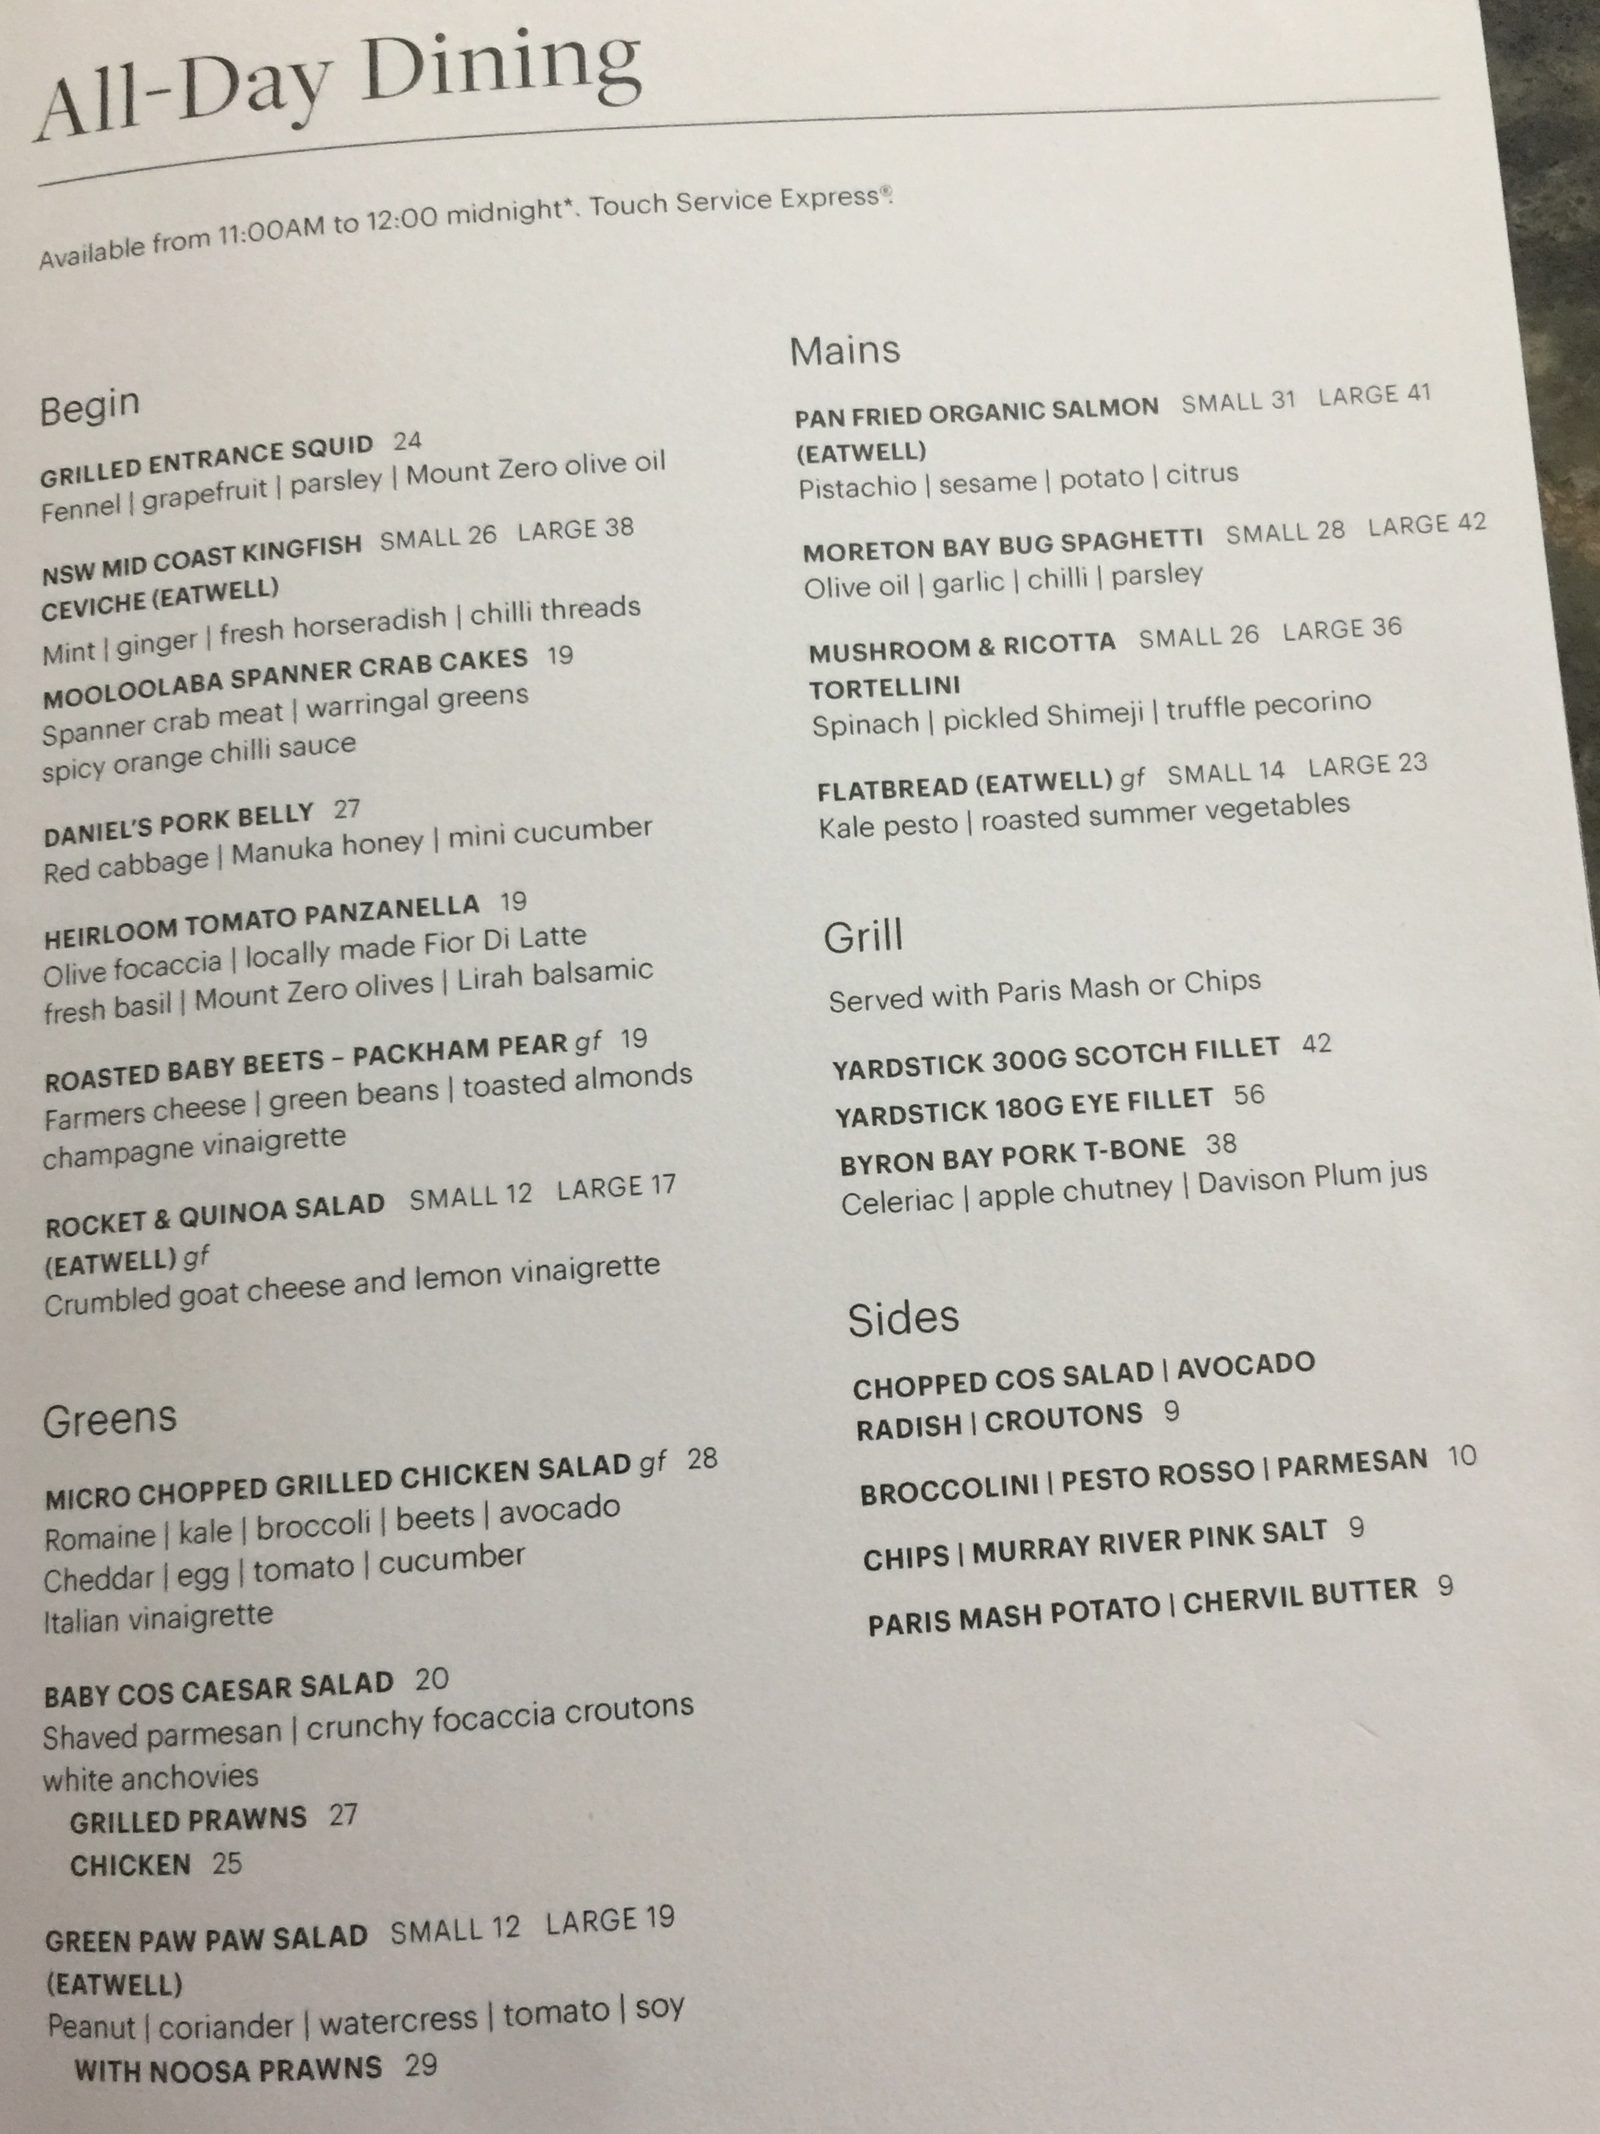 All-Day Dining
Available from 11:00AM to 12:00 midnight*. Touch Service Express®.
Begin
GRILLED ENTRANCE SQUID 24
Fennel | grapefruit | parsley | Mount Zero olive oil
NSW MID COAST KINGFISH SMALL 26 LARGE 38
CEVICHE (EATWELL)
Mint | ginger | fresh horseradish | chilli threads
MOOLOOLABA SPANNER CRAB CAKES 19
Spanner crab meat | warringal greens
spicy orange chilli sauce
DANIEL'S PORK BELLY 27
Red cabbage | Manuka honey | mini cucumber
HEIRLOOM TOMATO PANZANELLA 19
Olive focaccia | locally made Fior Di Latte
fresh basil | Mount Zero olives | Lirah balsamic
ROASTED BABY BEETS – PACKHAM PEAR gf 19
Farmers cheese | green beans | toasted almonds
champagne vinaigrette
ROCKET & QUINOA SALAD SMALL 12 LARGE 17
(EATWELL) gf
Crumbled goat cheese and lemon vinaigrette
Greens
MICRO CHOPPED GRILLED CHICKEN SALAD gf 28
Romaine | kale | broccoli | beets | avocado
Cheddar | egg | tomato | cucumber
Italian vinaigrette
BABY COS CAESAR SALAD 20
Shaved parmesan | crunchy focaccia croutons
white anchovies
GRILLED PRAWNS 27
CHICKEN 25
GREEN PAW PAW SALAD SMALL 12 LARGE 19
(EATWELL)
Peanut | coriander | watercress | tomato | soy
WITH NOOSA PRAWNS 29
Mains
PAN FRIED ORGANIC SALMON SMALL 31 LARGE 41
(EATWELL)
Pistachio | sesame | potato | citrus
MORETON BAY BUG SPAGHETTI SMALL 28 LARGE 42
Olive oil | garlic | chilli | parsley
MUSHROOM & RICOTTA SMALL 26 LARGE 36
TORTELLINI
Spinach | pickled Shimeji | truffle pecorino
FLATBREAD (EATWELL) gf SMALL 14 LARGE 23
Kale pesto | roasted summer vegetables
Grill
Served with Paris Mash or Chips
YARDSTICK 300G SCOTCH FILLET 42
YARDSTICK 180G EYE FILLET 56
BYRON BAY PORK T-BONE 38
Celeriac | apple chutney | Davison Plum jus
Sides
CHOPPED COS SALAD | AVOCADO
RADISH | CROUTONS 9
BROCCOLINI | PESTO ROSSO | PARMESAN 10
CHIPS | MURRAY RIVER PINK SALT 9
PARIS MASH POTATO | CHERVIL BUTTER 9